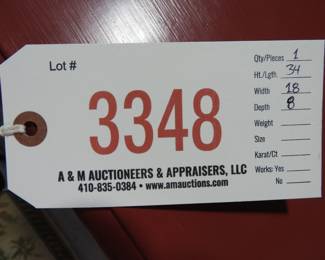 Lot #
3348
A & M AUCTIONEERS & APPRAISERS, LLC
410-835-0384 • www.amauctions.com
Qty/Pieces 1
Ht./Lgth. 34
Width 18
Depth 8
Weight
Size
Karat/Ct
Works: Yes
No